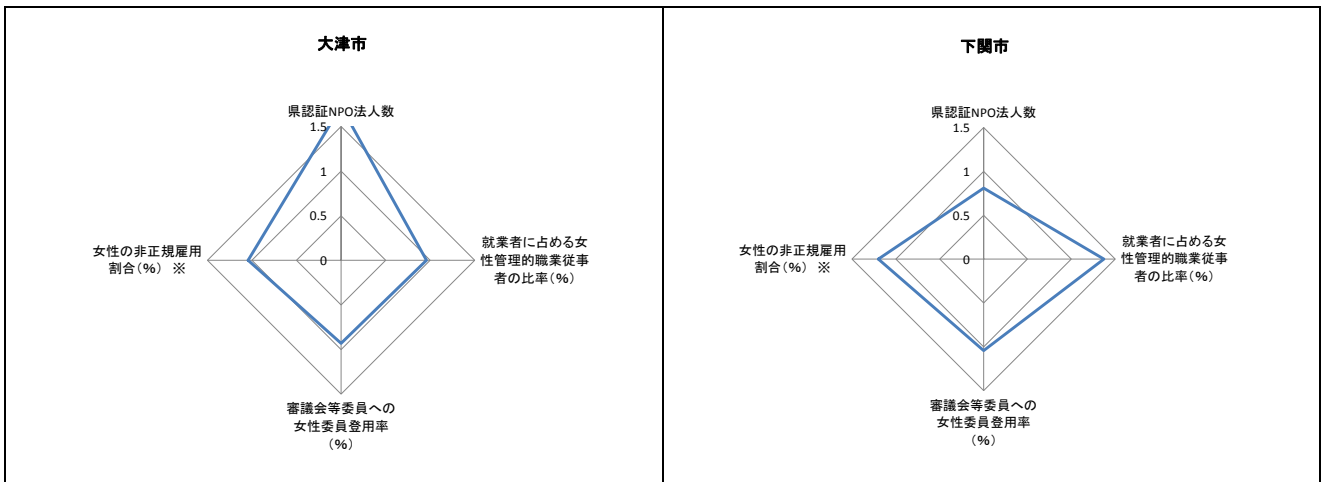 大津市
県認証NPO法人数
1.5
1
0.5
0
女性の非正規雇用
割合(%) ※
就業者に占める女
性管理的職業従事
者の比率(%)
審議会等委員への
女性委員登用率
(%)
下関市
県認証NPO法人数
1.5
1
0.5
0
女性の非正規雇用
割合(%) ※
就業者に占める女
性管理的職業従事
者の比率(%)
審議会等委員への
女性委員登用率
(%)